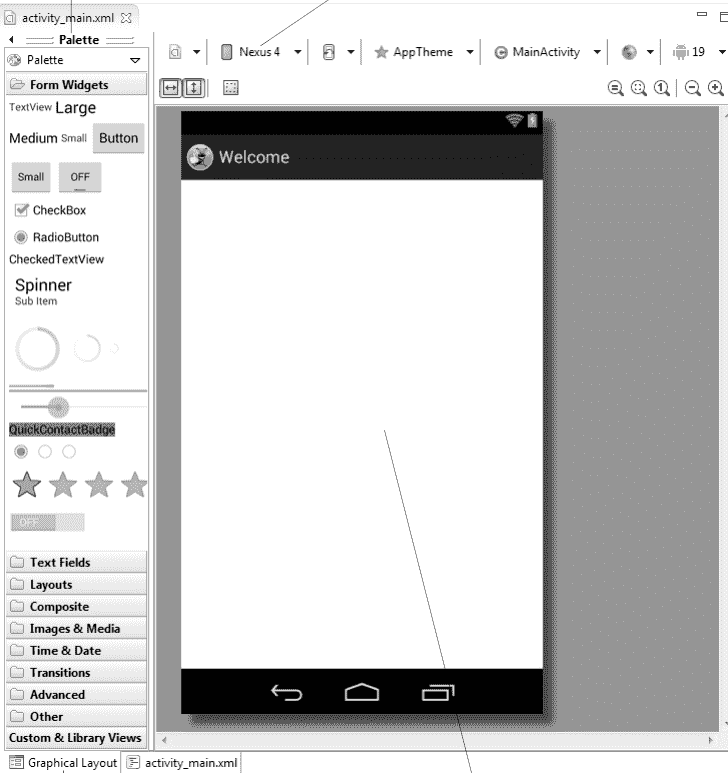 activity_main.xml
Palette
Nexus 4 AppTheme MainActivity 19
Palette
Form Widgets
TextView Large
Medium Small Button
Small OFF
CheckBox
RadioButton
CheckedTextView
Spinner
Sub Item
QuickContactBadge
OFF
Text Fields
Layouts
Composite
Images & Media
Time & Date
Transitions
Advanced
Other
Custom & Library Views
Welcome
Graphical Layout activity_main.xml